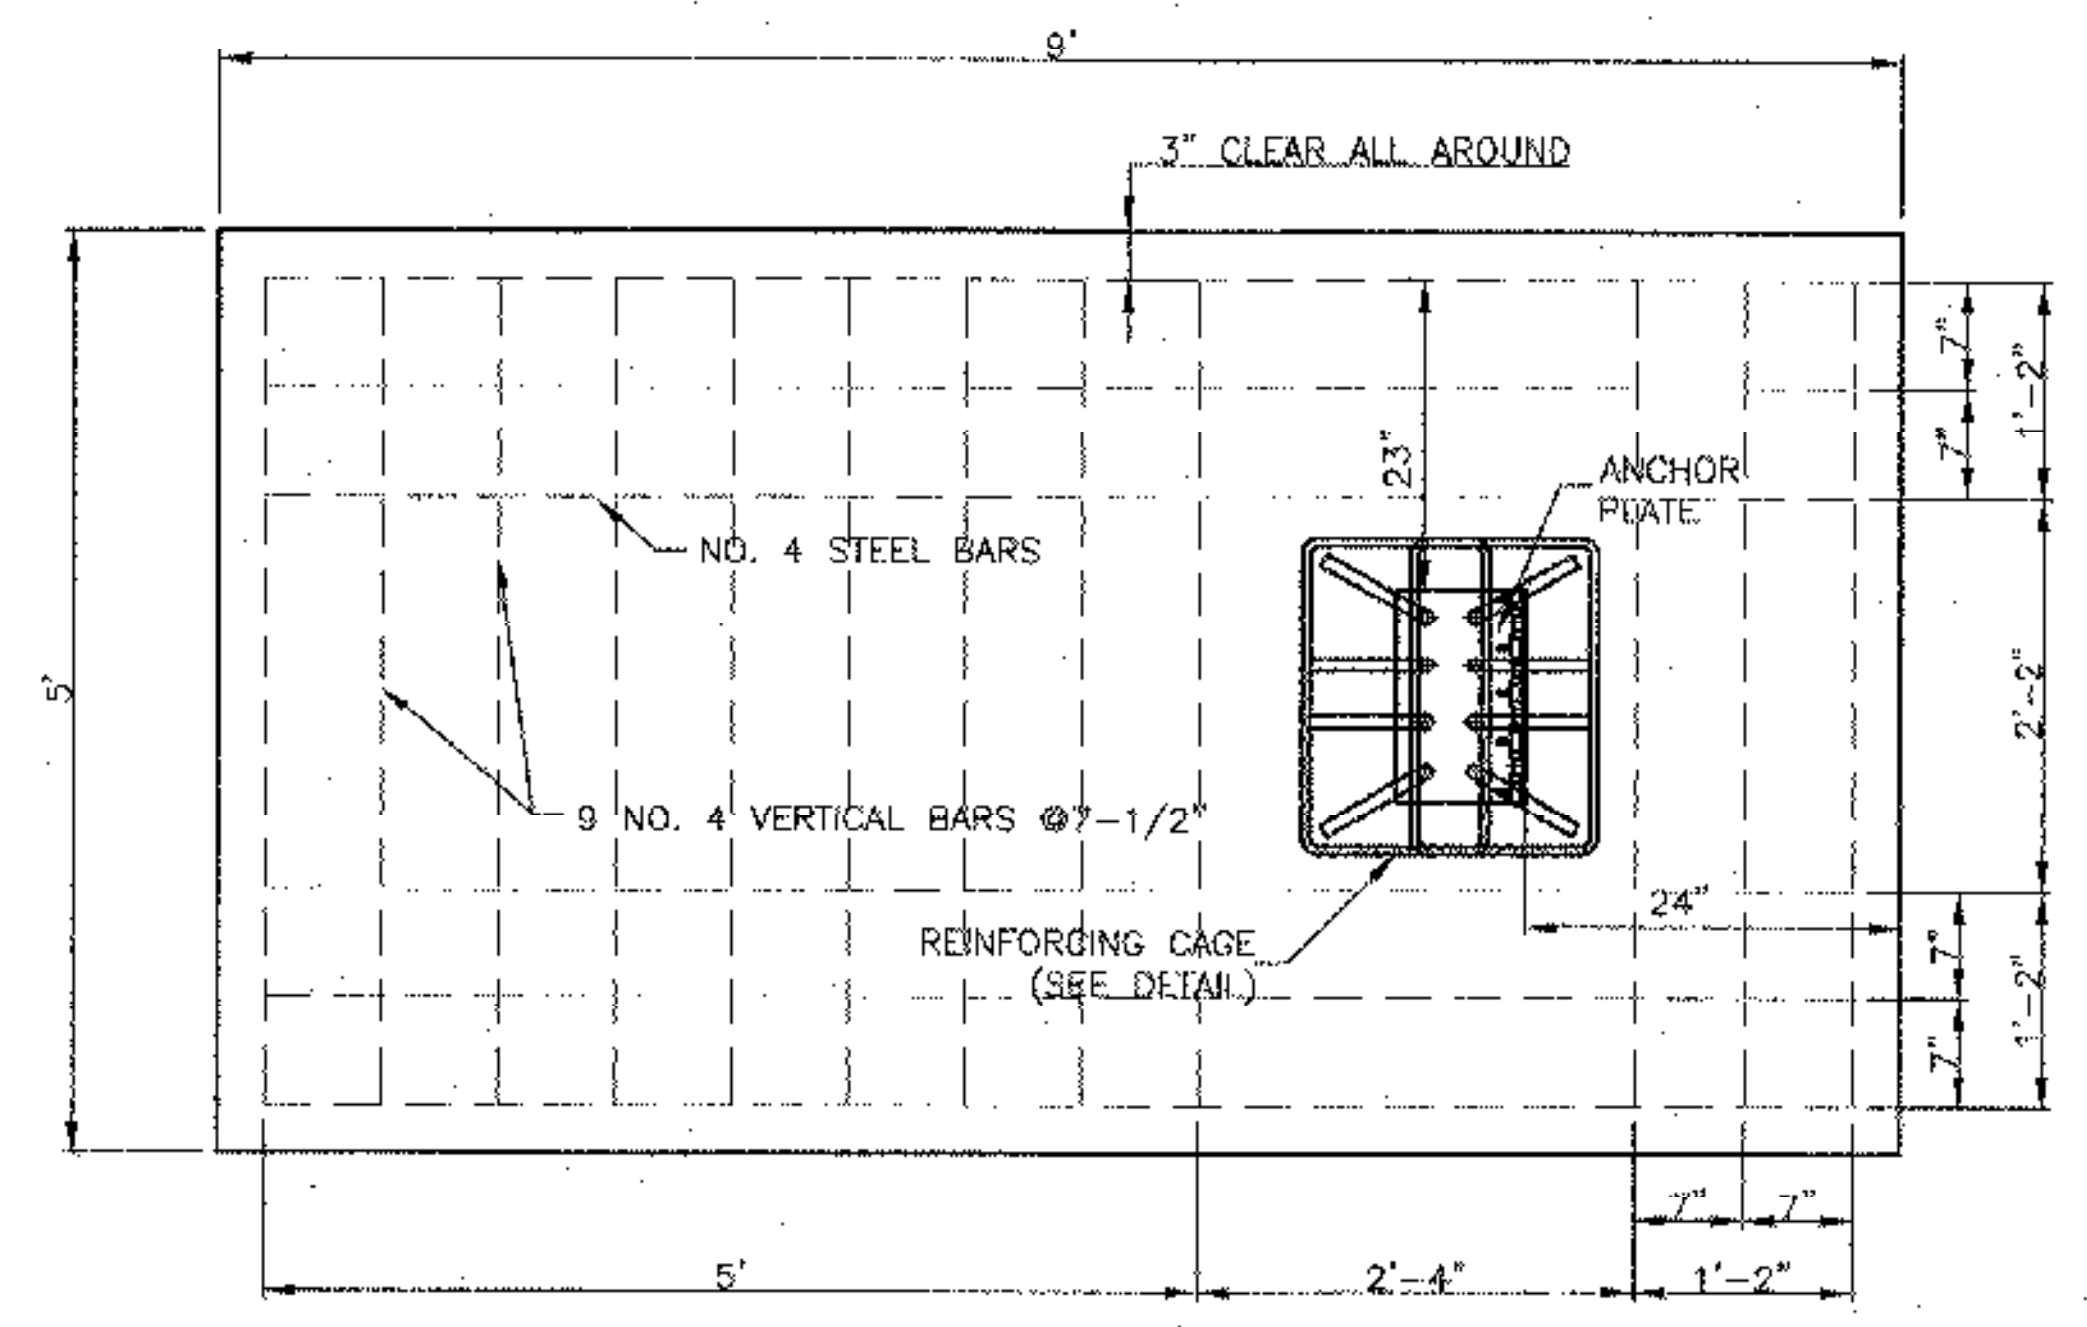 9'
3" CLEAR ALL AROUND
7"
1'-2"
7"
23"
ANCHOR
PLATE
NO. 4 STEEL BARS
5'
2'-2"
9 NO. 4 VERTICAL BARS @7-1/2"
24"
REINFORCING CAGE
(SEE DETAIL)
7"
1'-2"
7"
7"
7"
5'
2'-4"
1'-2"